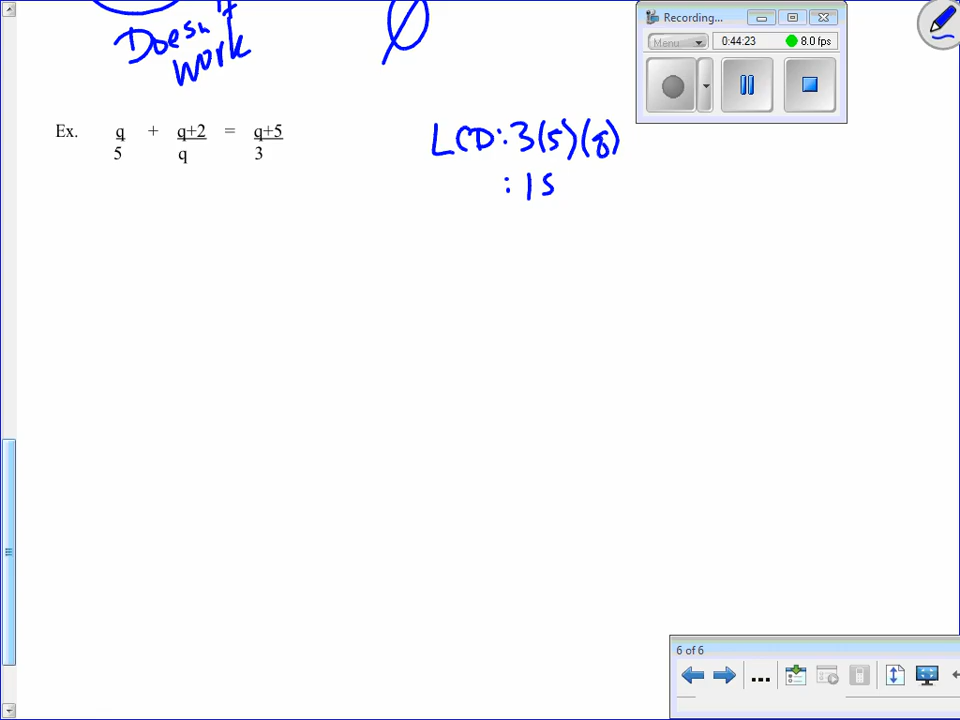 Doesn't
work
Ø
Recording...
Menu
0:44:23
8.0 fps
Ex. q + q+2 = q+5
5 q 3
LCD: 3(5)(q)
: 15
6 of 6
...